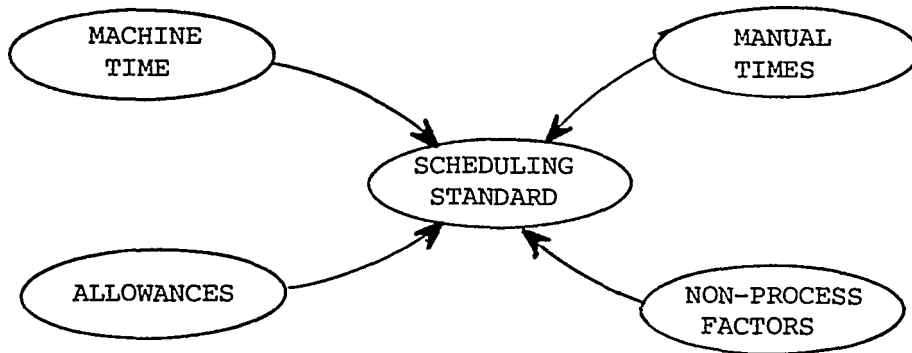 MACHINE
TIME
MANUAL
TIMES
SCHEDULING
STANDARD
ALLOWANCES
NON-PROCESS
FACTORS